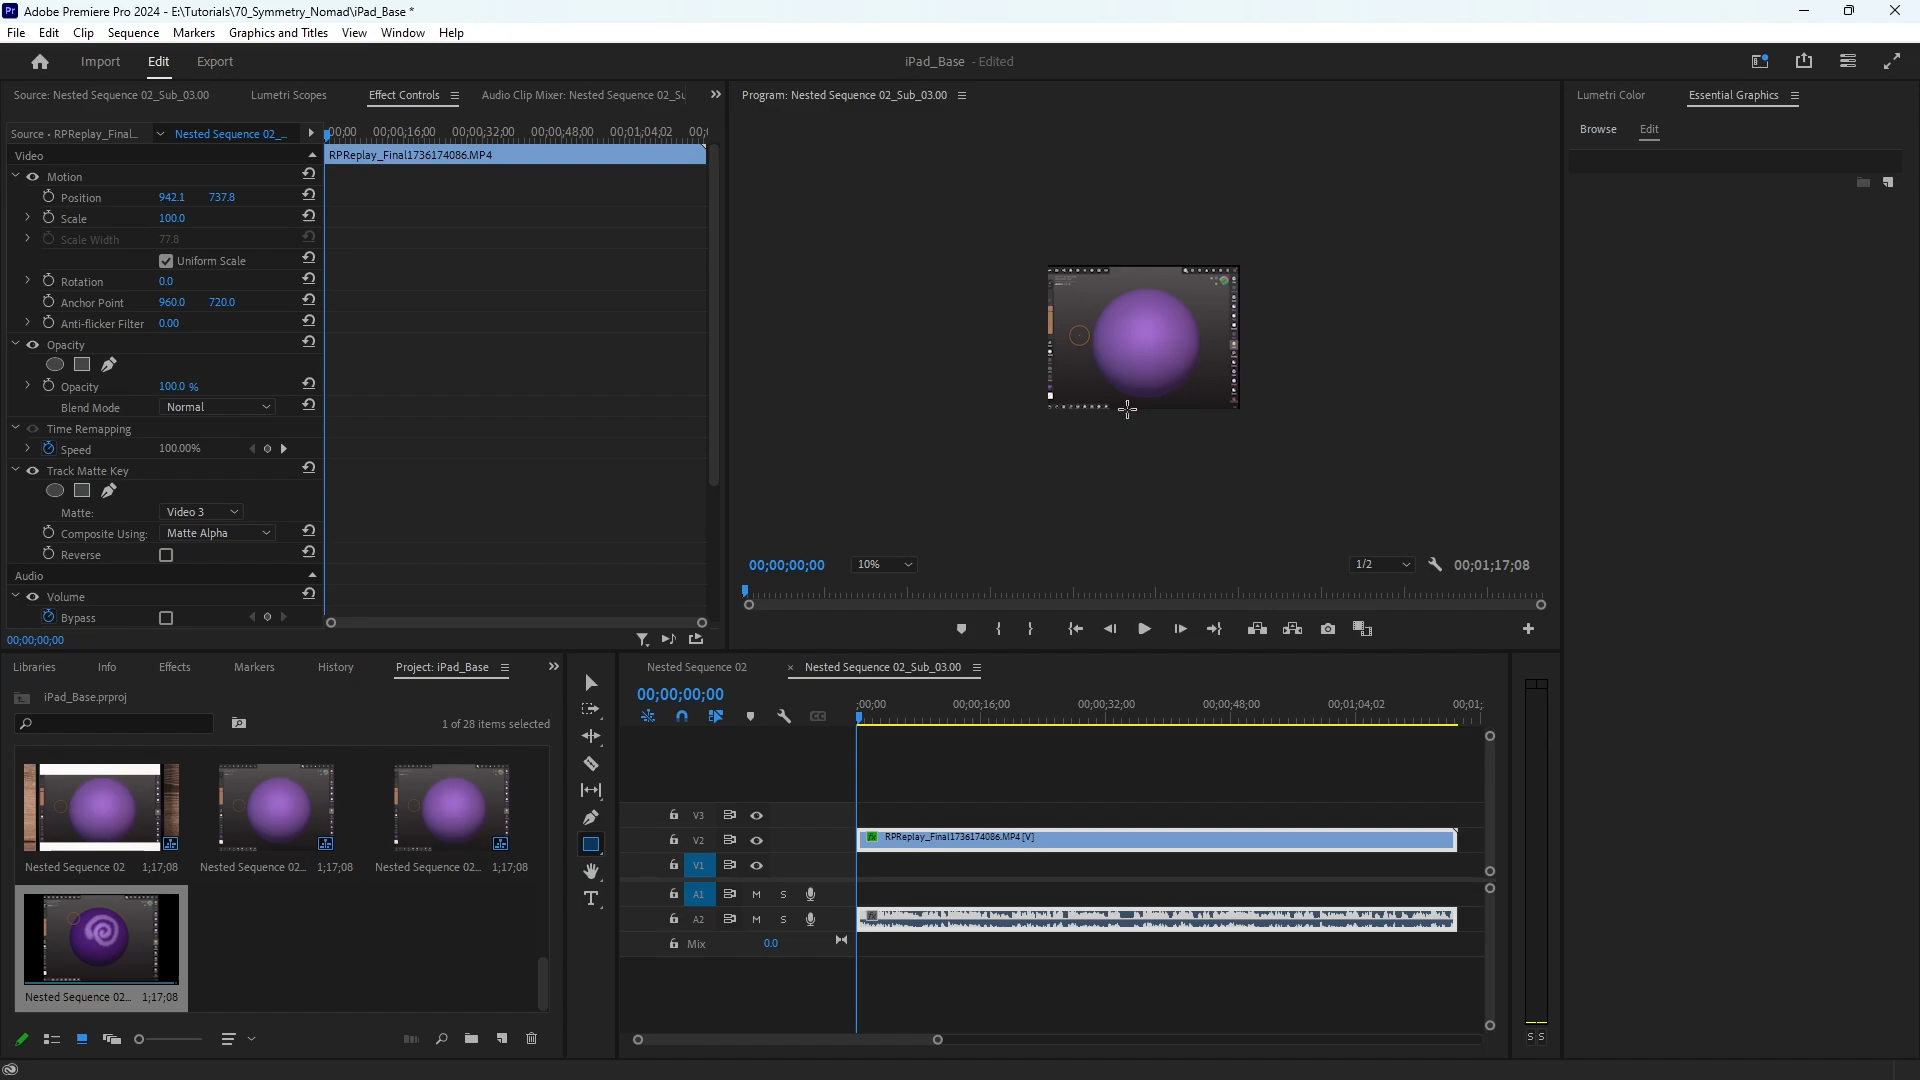 Adobe Premiere Pro 2024 - E:\Tutorials\70_Symmetry_Nomad\iPad_Base *
File Edit Clip Sequence Markers Graphics and Titles View Window Help
Import Edit Export
iPad_Base - Edited
Source: Nested Sequence 02_Sub_03.00 Lumetri Scopes Effect Controls Audio Clip Mixer: Nested Sequence 02_Su
Source • RPReplay_Final... Nested Sequence 02_...
00;00 00;00;16;00 00;00;32;00 00;00;48;00 00;01;04;02 00;
Video
RPReplay_Final1736174086.MP4
Motion
Position 942.1 737.8
Scale 100.0
Scale Width 77.8
Uniform Scale
Rotation 0.0
Anchor Point 960.0 720.0
Anti-flicker Filter 0.00
Opacity
Opacity 100.0 %
Blend Mode Normal
Time Remapping
Speed 100.00%
Track Matte Key
Matte: Video 3
Composite Using: Matte Alpha
Reverse
Audio
Volume
Bypass
00;00;00;00
Program: Nested Sequence 02_Sub_03.00
00;00;00;00 10% 1/2 00;01;17;08
Lumetri Color Essential Graphics
Browse Edit
Libraries Info Effects Markers History Project: iPad_Base
iPad_Base.prproj
1 of 28 items selected
Nested Sequence 02 1;17;08 Nested Sequence 02... 1;17;08 Nested Sequence 02... 1;17;08
Nested Sequence 02... 1;17;08
Nested Sequence 02 × Nested Sequence 02_Sub_03.00
00;00;00;00
;00;00 00;00;16;00 00;00;32;00 00;00;48;00 00;01;04;02 00;01;
V3
V2 RPReplay_Final1736174086.MP4 [V]
V1
A1 M S
A2 M S
Mix 0.0
S S